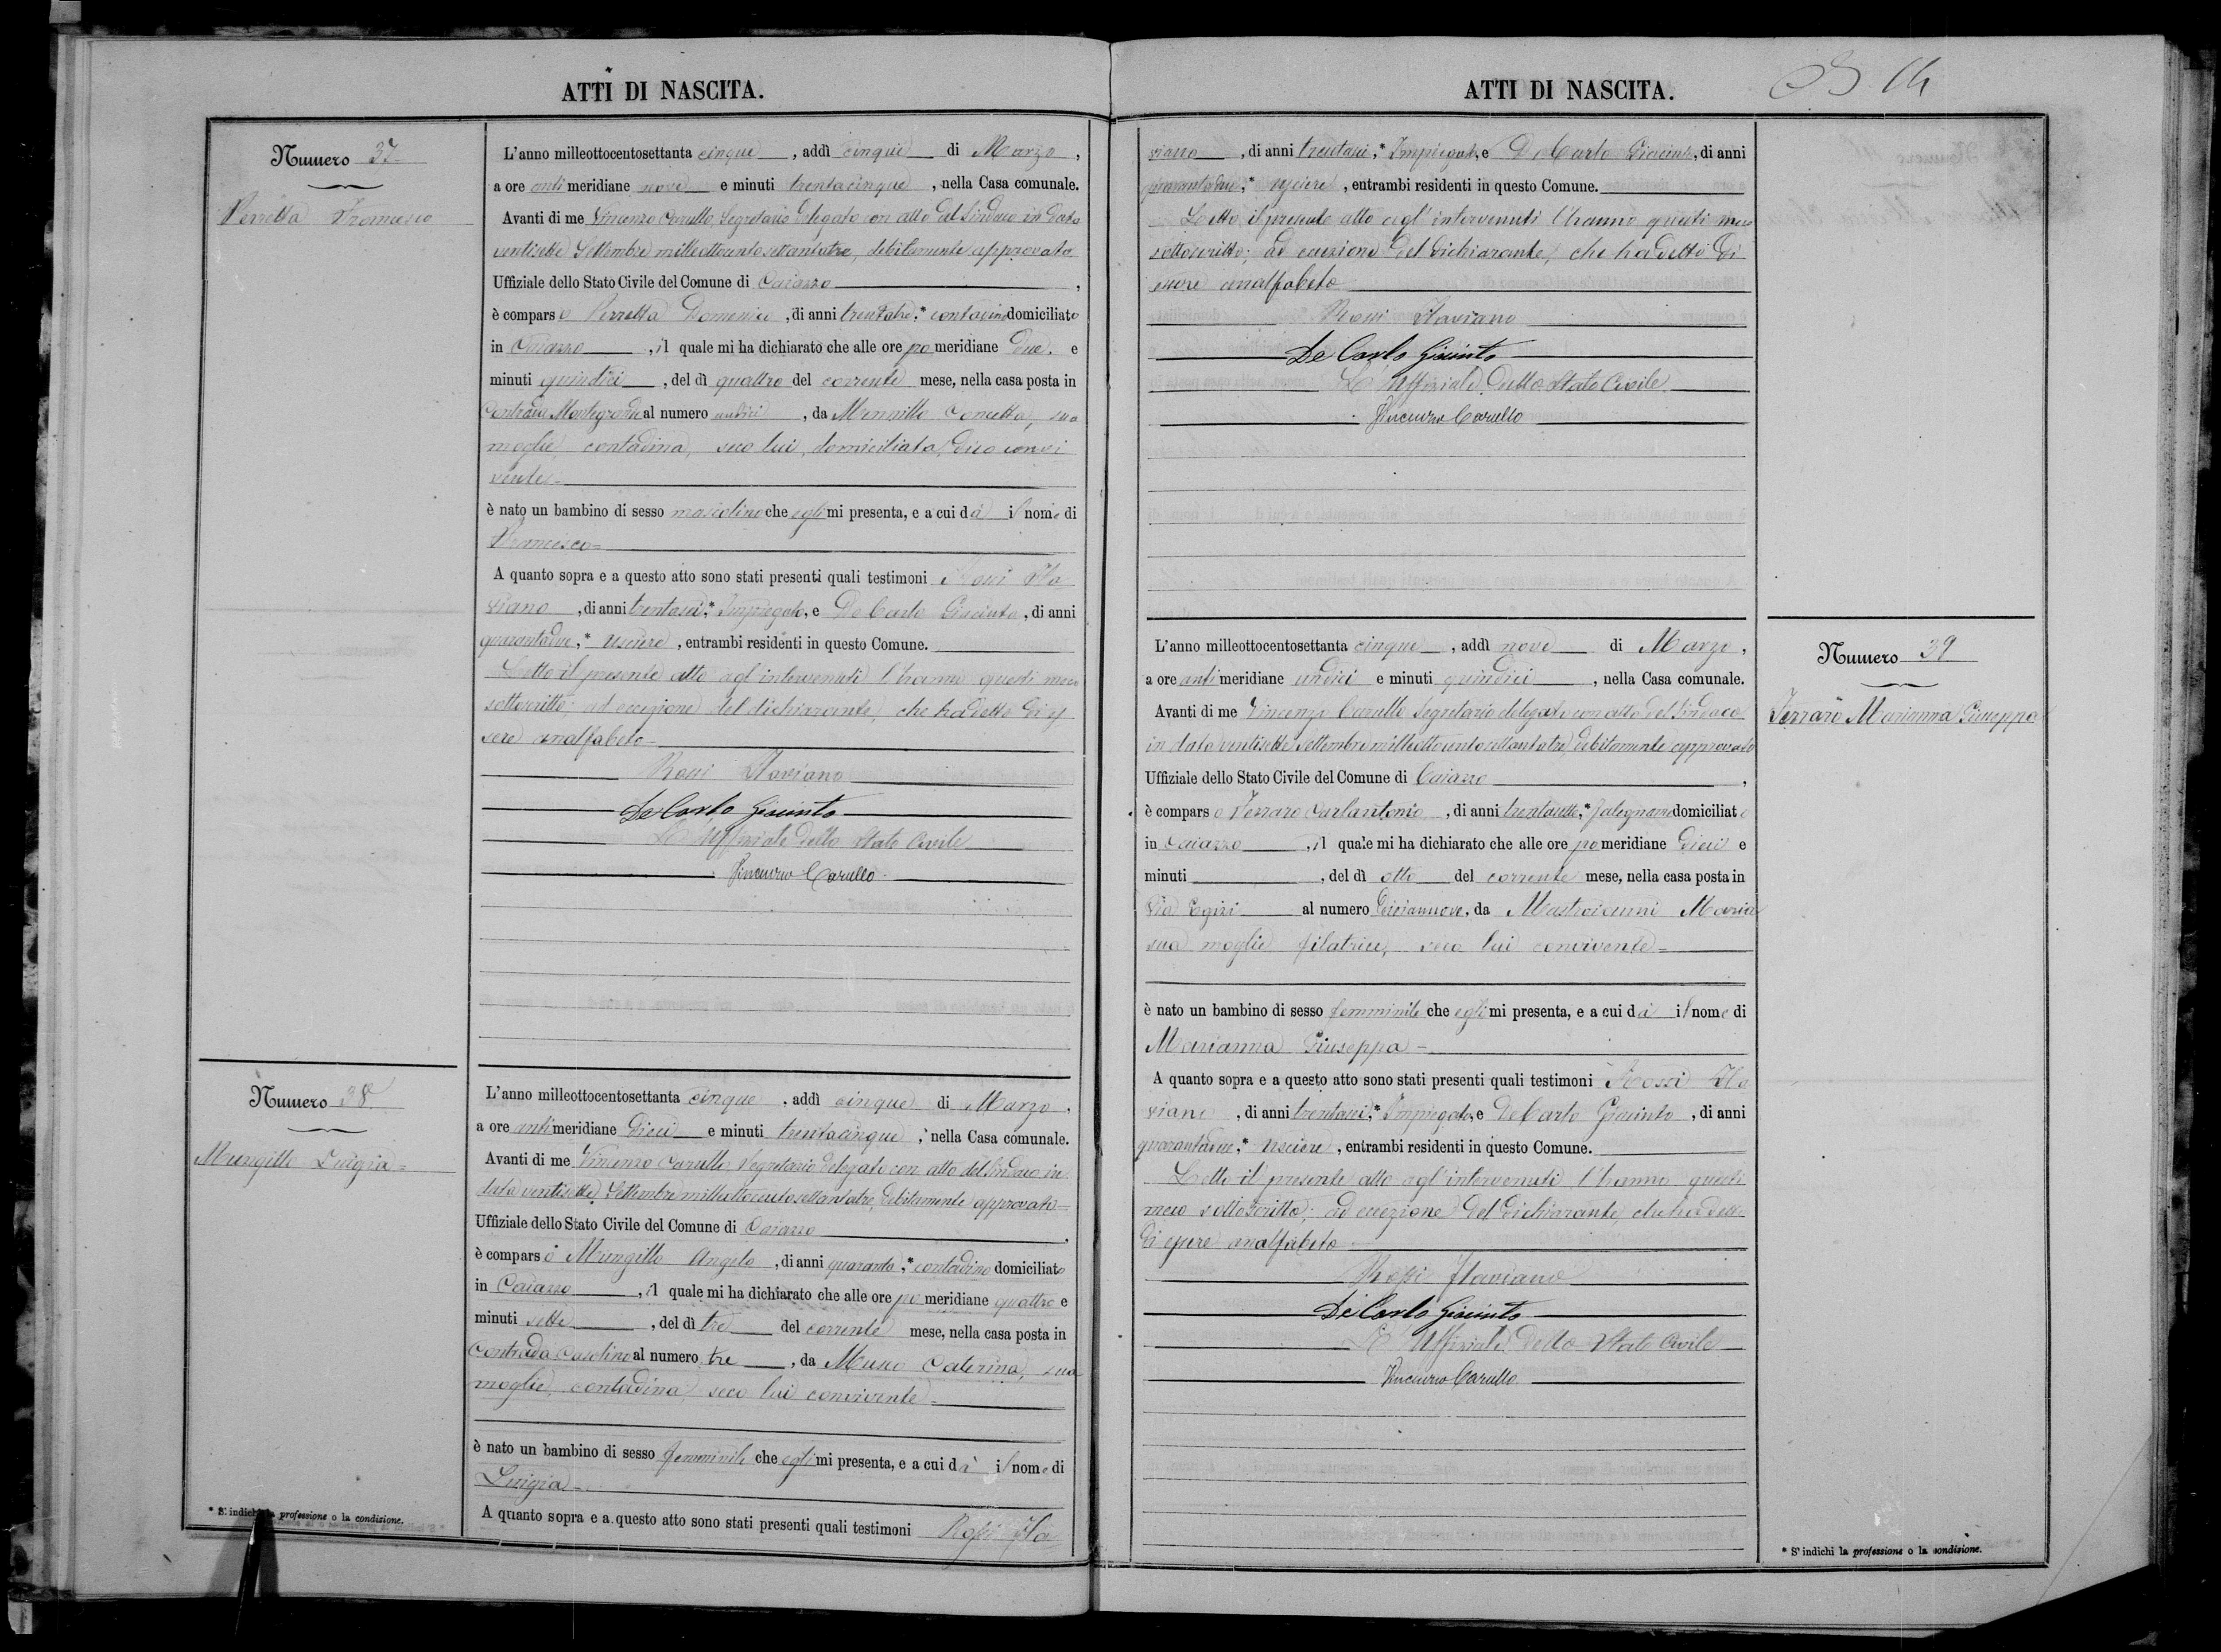 ATTI DI NASCITA.
Numero 37
Perretta Francesco
L'anno milleottocentosettanta cinque, addì cinque di Marzo,
a ore antimeridiane nove e minuti trentacinque, nella Casa comunale.
Avanti di me Vincenzo Carullo, Segretario delegato con atto del Sindaco in data
ventisette Settembre milleottocentosettantatre, debitamente approvato
Uffiziale dello Stato Civile del Comune di Caiazzo,
è comparso Perretta Domenico, di anni trentatre,* contadino domiciliato
in Caiazzo, il quale mi ha dichiarato che alle ore pomeridiane due e
minuti quindici, del dì quattro del corrente mese, nella casa posta in
Contrada Montegrande al numero undici, da Mennillo Concetta, sua
moglie, contadina, seco lui, domiciliata, dico convi
vente=
è nato un bambino di sesso mascolino che egli mi presenta, e a cui dà il nome di
Francesco=
A quanto sopra e a questo atto sono stati presenti quali testimoni Rossi Fla
viano, di anni trentasei,* Impiegato, e De Carlo Giacinto, di anni
quarantadue,* Usciere, entrambi residenti in questo Comune.
Letto il presente atto agl'intervenuti l'hanno questi meco
sottoscritto; ad eccezione del dichiarante, che ha detto di es
sere analfabeto=
Rossi Flaviano
De Carlo Giacinto
L'Uffiziale dello Stato Civile
Vincenzo Carullo
Numero 38
Mungillo Luigia=
L'anno milleottocentosettanta cinque, addì cinque di Marzo,
a ore antimeridiane dieci e minuti trentacinque, nella Casa comunale.
Avanti di me Vincenzo Carullo Segretario delegato con atto del Sindaco in
data ventisette Settembre milleottocentosettantatre, debitamente approvato=
Uffiziale dello Stato Civile del Comune di Caiazzo,
è comparso Mungillo Angelo, di anni quaranta,* contadino domiciliato
in Caiazzo, il quale mi ha dichiarato che alle ore pomeridiane quattro e
minuti sette, del dì tre del corrente mese, nella casa posta in
Contrada Casolino al numero tre, da Musco Caterina, sua
moglie, contadina seco lui convivente=
è nato un bambino di sesso femminile che egli mi presenta, e a cui dà il nome di
Luigia=
A quanto sopra e a questo atto sono stati presenti quali testimoni Rossi Fla
* S'indichi la professione o la condizione.
ATTI DI NASCITA.
14
viano, di anni trentasei,* Impiegato, e De Carlo Giacinto, di anni
quarantadue,* usciere, entrambi residenti in questo Comune.
Letto il presente atto agl'intervenuti l'hanno questi meco
sottoscritto; ad eccezione del dichiarante, che ha detto di
essere analfabeto
Rossi Flaviano
De Carlo Giacinto
L'Uffiziale dello Stato Civile
Vincenzo Carullo
Numero 39
Ferraro Marianna Giuseppa
L'anno milleottocentosettanta cinque, addì nove di Marzo,
a ore antimeridiane undici e minuti quindici, nella Casa comunale.
Avanti di me Vincenzo Carullo Segretario delegato con atto del Sindaco
in data ventisette settembre milleottocentosettantatre, debitamente approvato
Uffiziale dello Stato Civile del Comune di Caiazzo,
è comparso Ferraro Carlantonio, di anni trentasette,* falegname domiciliato
in Caiazzo, il quale mi ha dichiarato che alle ore pomeridiane dieci e
minuti, del dì otto del corrente mese, nella casa posta in
Via Egizi al numero diciannove, da Mastroianni Maria
sua moglie filatrice, seco lui convivente=
è nato un bambino di sesso femminile che egli mi presenta, e a cui dà il nome di
Marianna Giuseppa=
A quanto sopra e a questo atto sono stati presenti quali testimoni Rossi Fla
viano, di anni trentasei,* Impiegato, e De Carlo Giacinto, di anni
quarantadue,* Usciere, entrambi residenti in questo Comune.
Letto il presente atto agl'intervenuti l'hanno questi
meco sottoscritto; ad eccezione del dichiarante, che ha detto
di essere analfabeto
Rossi Flaviano
De Carlo Giacinto
L'Uffiziale dello Stato Civile
Vincenzo Carullo
* S'indichi la professione o la condizione.